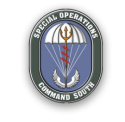 SPECIAL OPERATIONS
COMMAND SOUTH